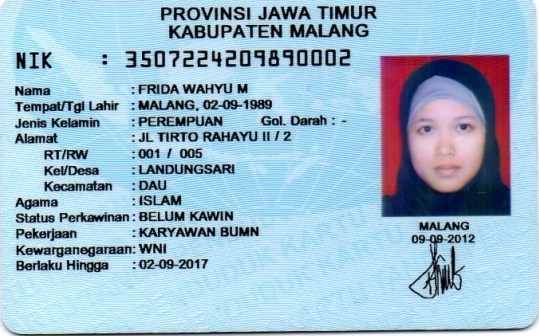 PROVINSI JAWA TIMUR
KABUPATEN MALANG
NIK : 3507224209890002
Nama : FRIDA WAHYU M
Tempat/Tgl Lahir : MALANG, 02-09-1989
Jenis Kelamin : PEREMPUAN Gol. Darah : -
Alamat : JL TIRTO RAHAYU II / 2
RT/RW : 001 / 005
Kel/Desa : LANDUNGSARI
Kecamatan : DAU
Agama : ISLAM
Status Perkawinan : BELUM KAWIN
Pekerjaan : KARYAWAN BUMN
Kewarganegaraan : WNI
Berlaku Hingga : 02-09-2017
MALANG
09-09-2012